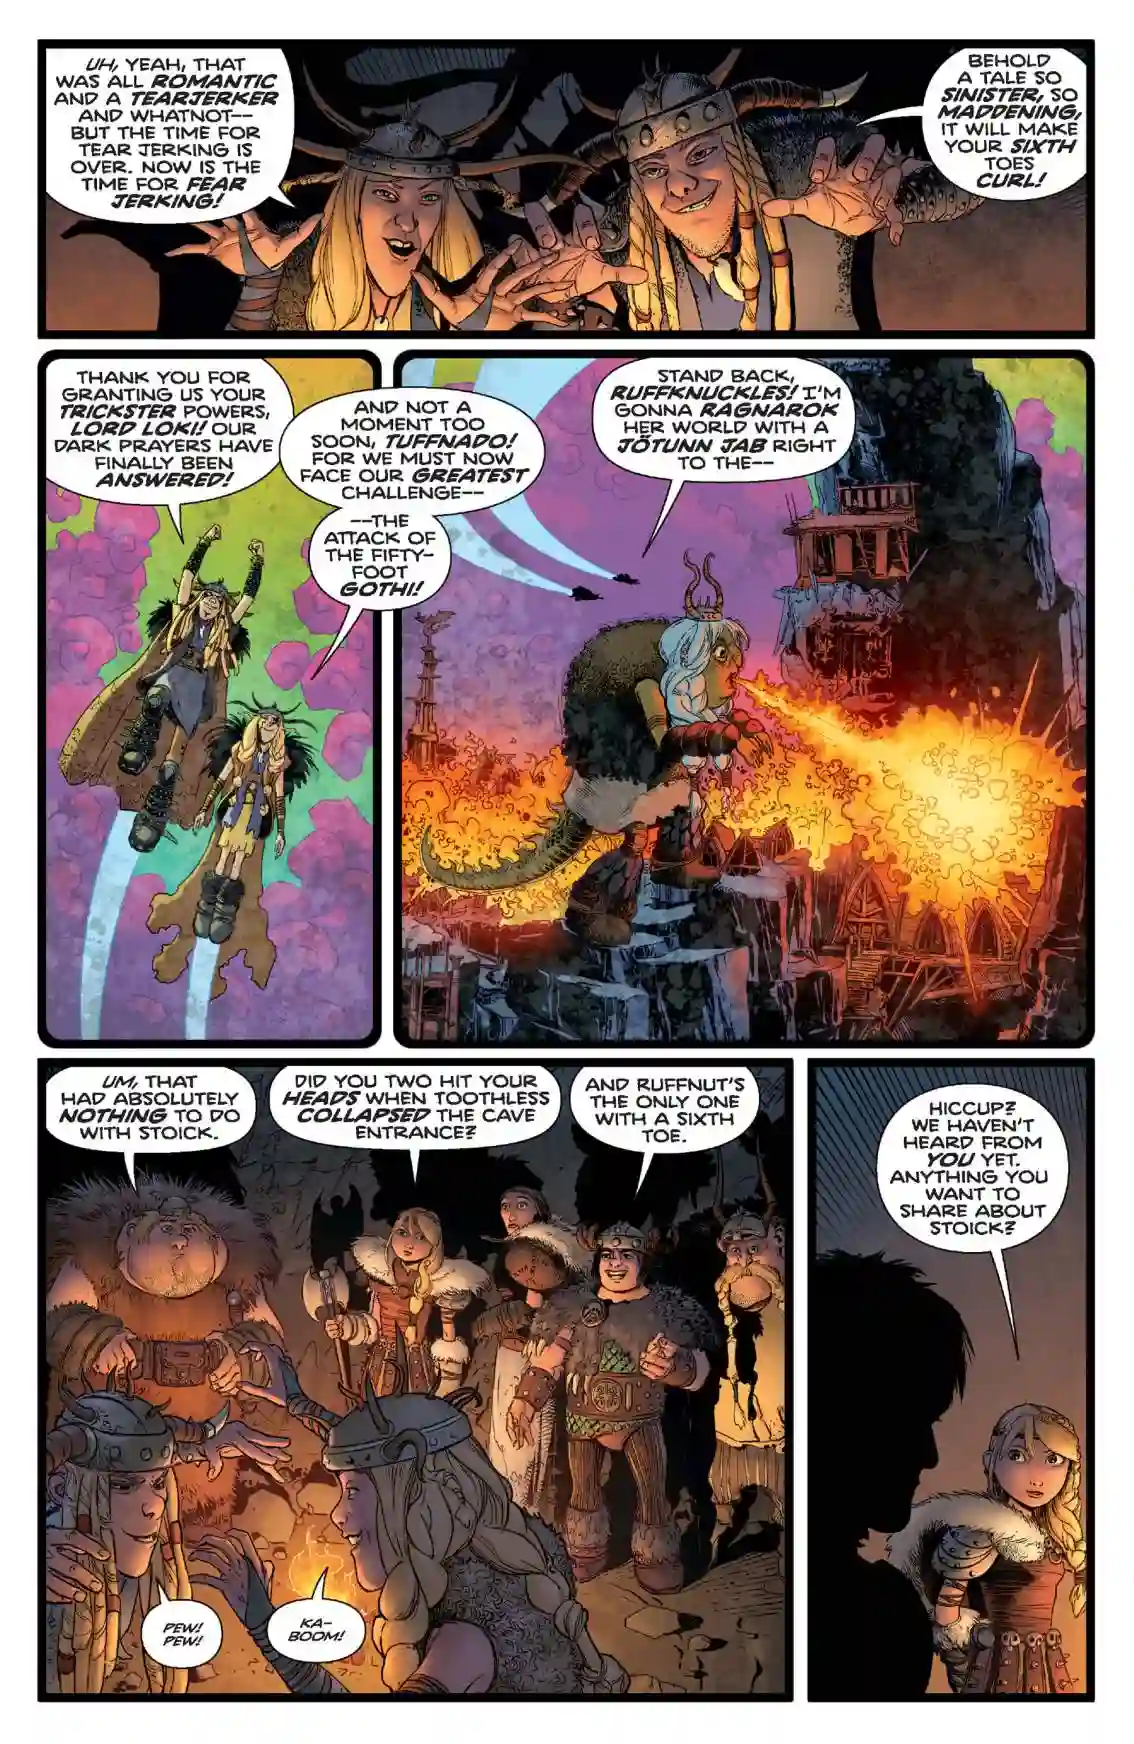 UH, YEAH, THAT
WAS ALL ROMANTIC
AND A TEARJERKER
AND WHATNOT--
BUT THE TIME FOR
TEAR JERKING IS
OVER. NOW IS THE
TIME FOR FEAR
JERKING!
BEHOLD
A TALE SO
SINISTER, SO
MADDENING,
IT WILL MAKE
YOUR SIXTH
TOES
CURL!
THANK YOU FOR
GRANTING US YOUR
TRICKSTER POWERS,
LORD LOKI! OUR
DARK PRAYERS HAVE
FINALLY BEEN
ANSWERED!
AND NOT A
MOMENT TOO
SOON, TUFFNADO!
FOR WE MUST NOW
FACE OUR GREATEST
CHALLENGE--
--THE
ATTACK OF
THE FIFTY-
FOOT
GOTHI!
STAND BACK,
RUFFKNUCKLES! I'M
GONNA RAGNAROK
HER WORLD WITH A
JÖTUNN JAB RIGHT
TO THE--
UM, THAT
HAD ABSOLUTELY
NOTHING TO DO
WITH STOICK.
DID YOU TWO HIT YOUR
HEADS WHEN TOOTHLESS
COLLAPSED THE CAVE
ENTRANCE?
AND RUFFNUT'S
THE ONLY ONE
WITH A SIXTH
TOE.
PEW!
PEW!
KA-
BOOM!
HICCUP?
WE HAVEN'T
HEARD FROM
YOU YET.
ANYTHING YOU
WANT TO
SHARE ABOUT
STOICK?